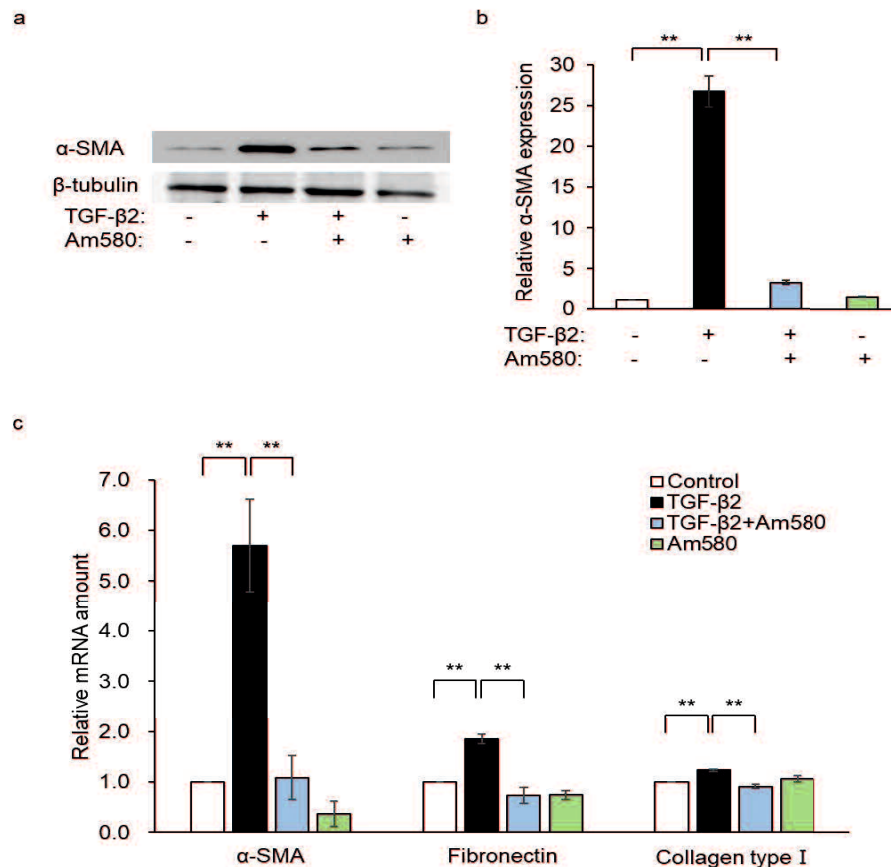 a
α-SMA
β-tubulin
TGF-β2: - + + -
Am580: - - + +
b
** **
30
25
20
15
10
5
0
Relative α-SMA expression
TGF-β2: - + + -
Am580: - - + +
c
** **
** **
** **
7.0
6.0
5.0
4.0
3.0
2.0
1.0
0.0
Relative mRNA amount
Control
TGF-β2
TGF-β2+Am580
Am580
α-SMA Fibronectin Collagen type I